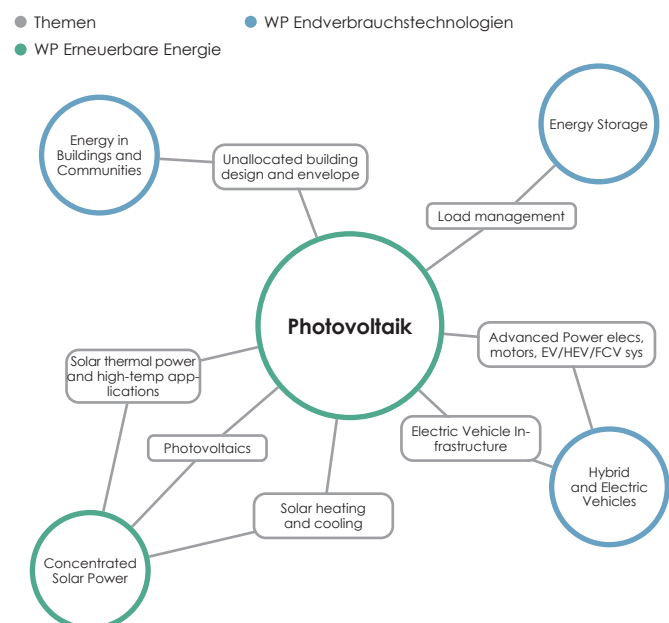 Themen
WP Endverbrauchstechnologien
WP Erneuerbare Energie
Energy in
Buildings and
Communities
Unallocated building
design and envelope
Energy Storage
Load management
Photovoltaik
Advanced Power elecs,
motors, EV/HEV/FCV sys
Solar thermal power
and high-temp app-
lications
Electric Vehicle In-
frastructure
Photovoltaics
Hybrid
and Electric
Vehicles
Solar heating
and cooling
Concentrated
Solar Power